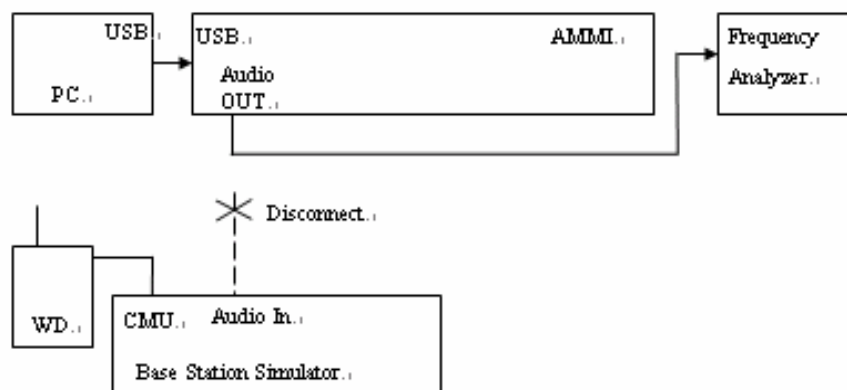 USB
PC
USB
AMMI
Audio
OUT
Frequency
Analyzer
Disconnect
WD
CMU
Audio In
Base Station Simulator